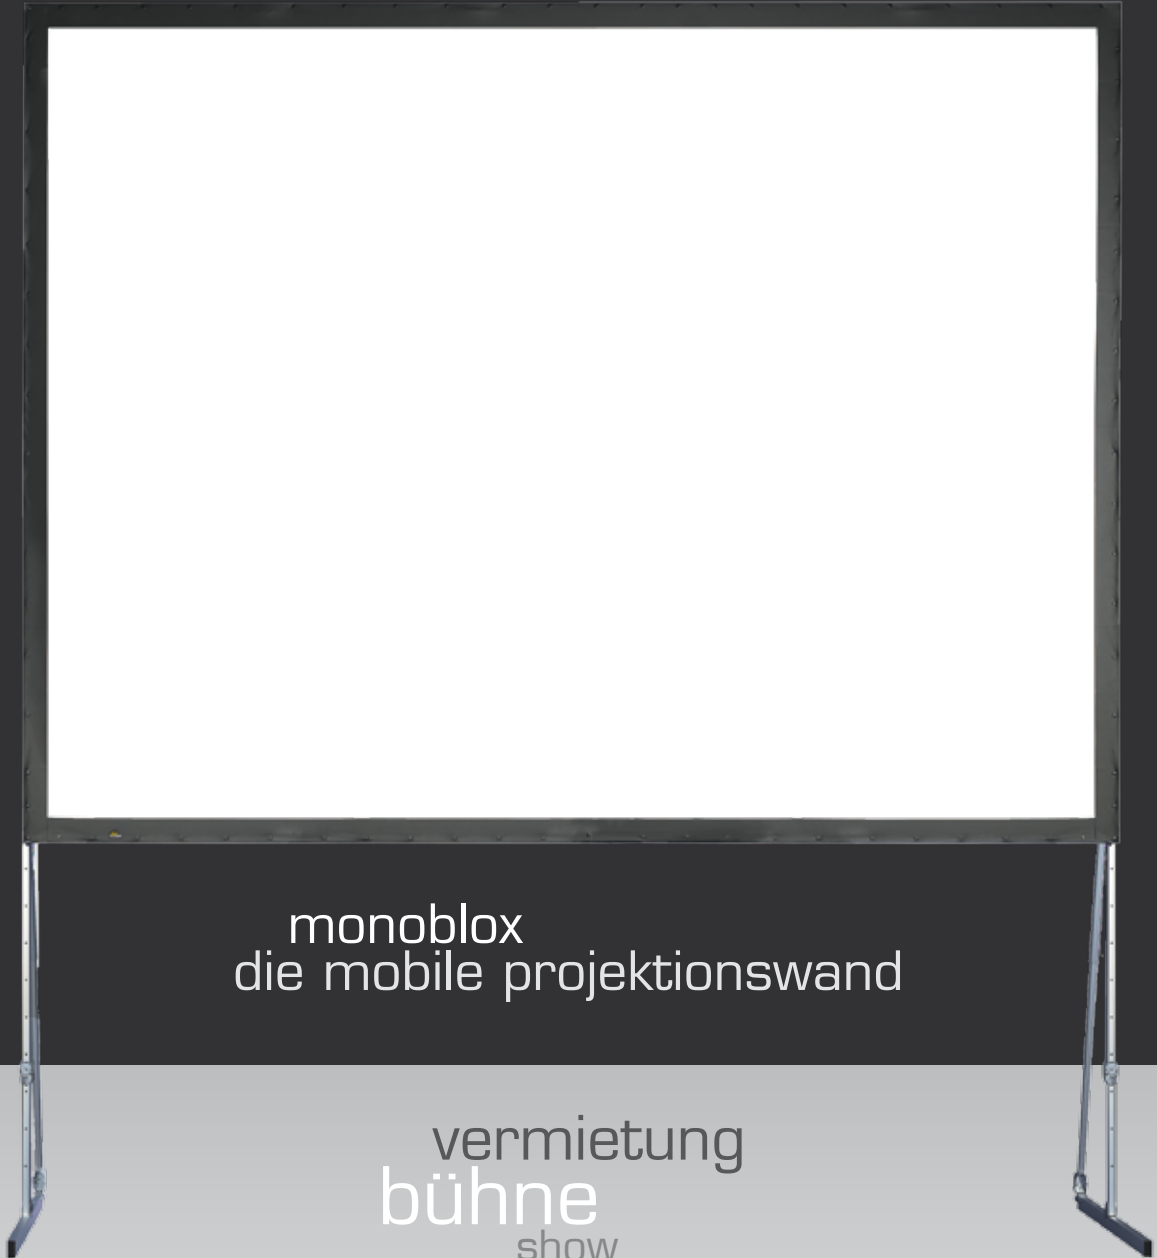 monoblox
die mobile projektionswand
vermietung
bühne
show